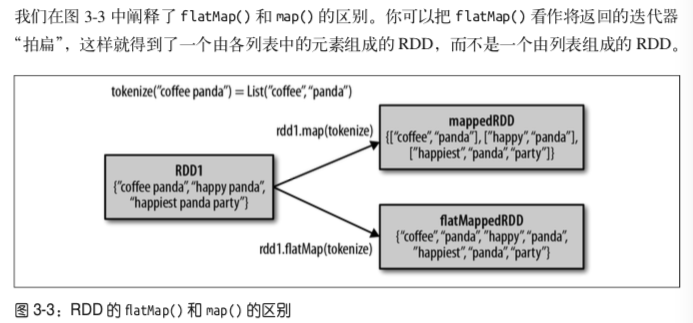 我们在图 3-3 中阐释了 flatMap() 和 map() 的区别。你可以把 flatMap() 看作将返回的迭代器
“拍扁”，这样就得到了一个由各列表中的元素组成的 RDD，而不是一个由列表组成的 RDD。
tokenize("coffee panda") = List("coffee", "panda")
rdd1.map(tokenize)
mappedRDD
{["coffee", "panda"], ["happy", "panda"],
["happiest", "panda", "party"]}
RDD1
{"coffee panda", "happy panda",
"happiest panda party"}
rdd1.flatMap(tokenize)
flatMappedRDD
{"coffee", "panda", "happy", "panda",
"happiest", "panda", "party"}
图 3-3：RDD 的 flatMap() 和 map() 的区别